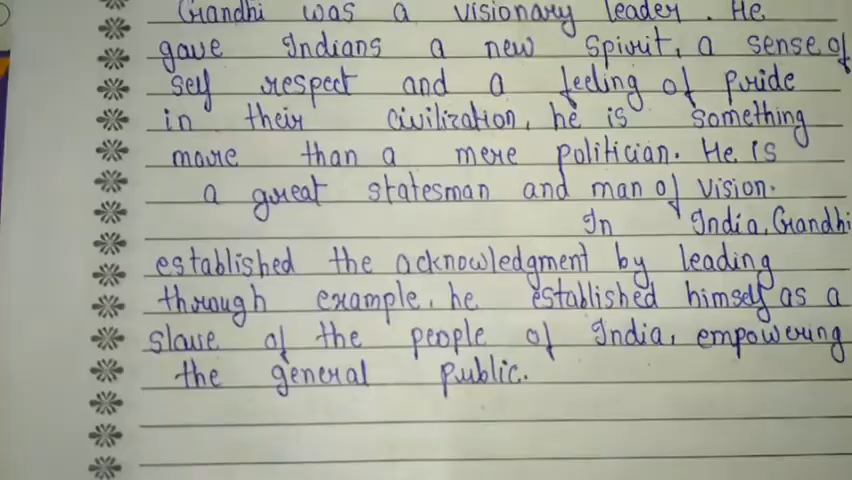 Gandhi was a visionary leader. He
gave Indians a new spirit, a sense of
self respect and a feeling of pride
in their civilization, he is something
more than a mere politician. He is
a great statesman and man of vision.
In India, Gandhi
established the acknowledgment by leading
through example, he established himself as a
slave of the people of India, empowering
the general public.